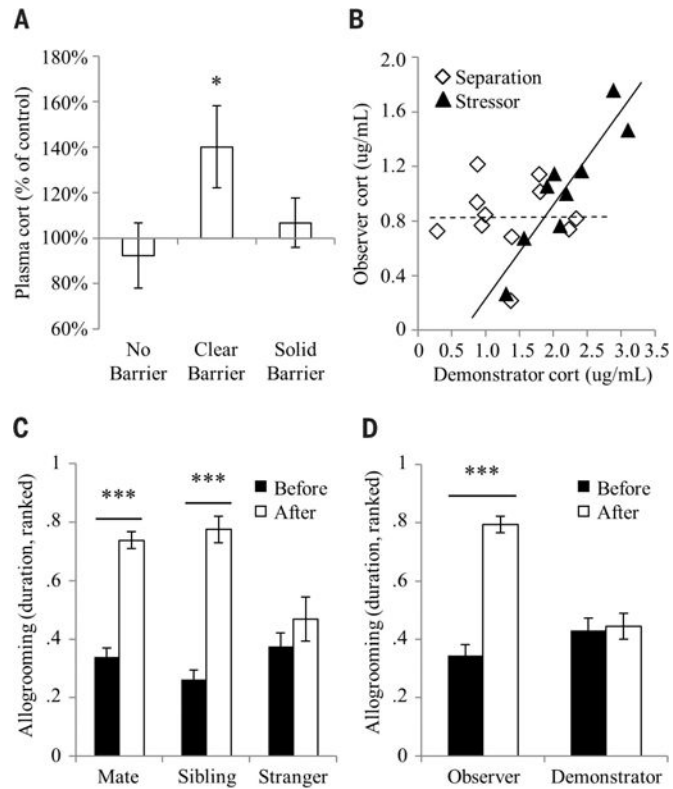 A
Plasma cort (% of control)
180%
160%
140%
120%
100%
80%
60%
*
No Barrier
Clear Barrier
Solid Barrier
B
Observer cort (ug/mL)
2.0
1.6
1.2
0.8
0.4
0
Separation
Stressor
0 0.5 1.0 1.5 2.0 2.5 3.0 3.5
Demonstrator cort (ug/mL)
C
Allogrooming (duration, ranked)
1
.8
.6
.4
.2
0
***
***
Before
After
Mate Sibling Stranger
D
Allogrooming (duration, ranked)
1
.8
.6
.4
.2
0
***
Before
After
Observer Demonstrator